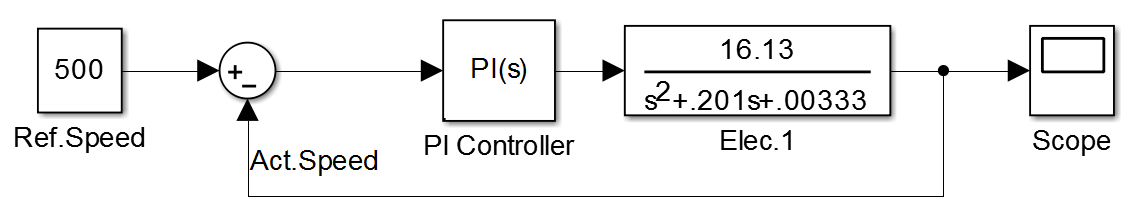 500
Ref.Speed
+
−
Act.Speed
PI(s)
PI Controller
16.13
s2+.201s+.00333
Elec.1
Scope